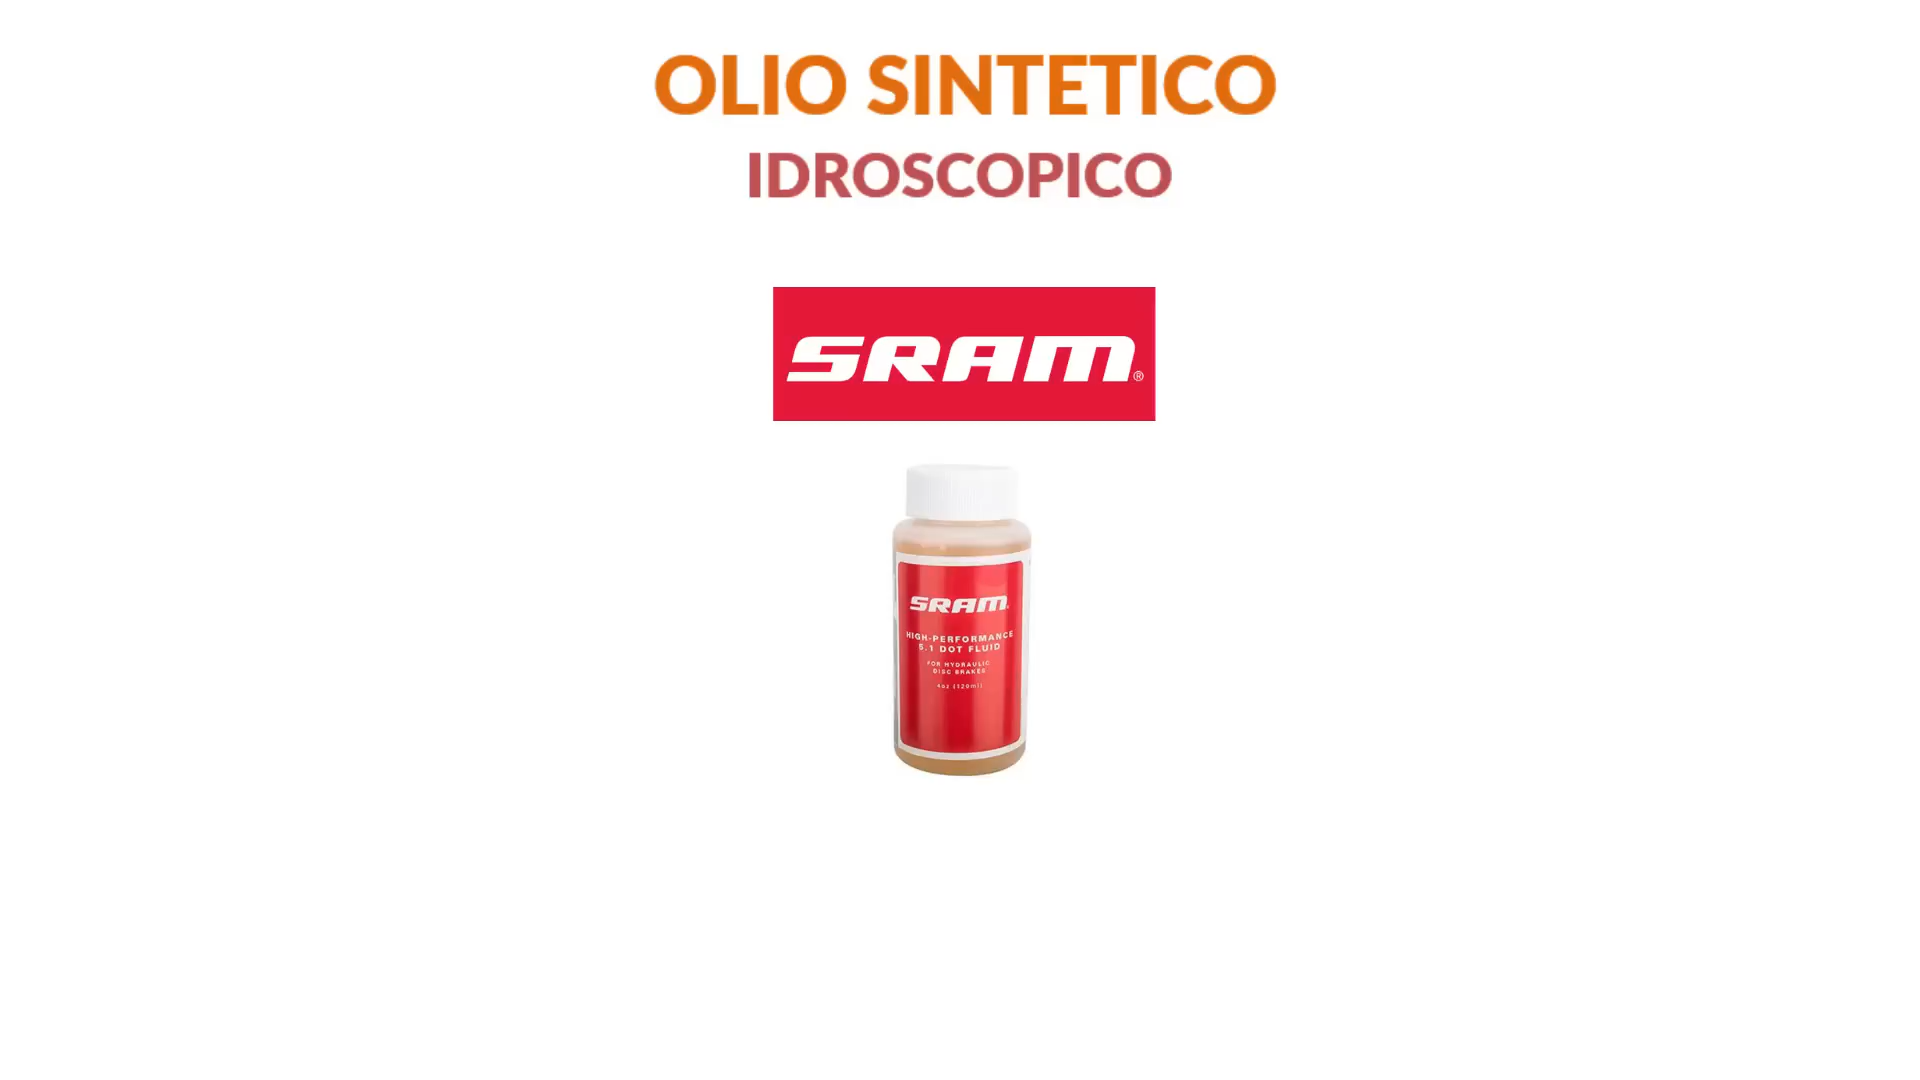 OLIO SINTETICO
IDROSCOPICO
SRAM®
SRAM
HIGH-PERFORMANCE
5.1 DOT FLUID
FOR HYDRAULIC
DISC BRAKES
4oz (120ml)